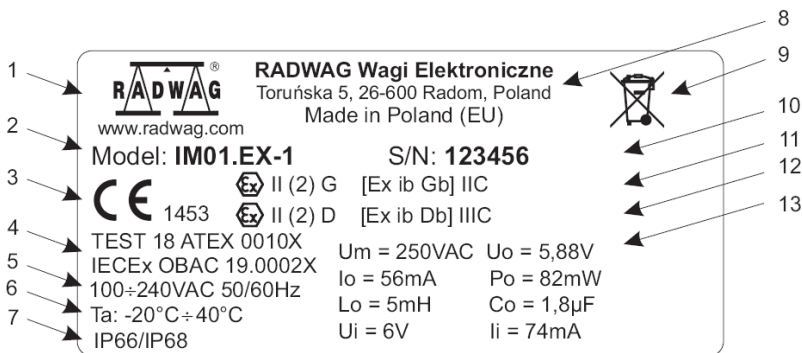 1
2
3
4
5
6
7
8
9
10
11
12
13
RADWAG®
www.radwag.com
RADWAG Wagi Elektroniczne
Toruńska 5, 26-600 Radom, Poland
Made in Poland (EU)
Model: IM01.EX-1 S/N: 123456
CE 1453
Ex II (2) G [Ex ib Gb] IIC
Ex II (2) D [Ex ib Db] IIIC
TEST 18 ATEX 0010X
IECEx OBAC 19.0002X
100÷240VAC 50/60Hz
Ta: -20°C÷40°C
IP66/IP68
Um = 250VAC Uo = 5,88V
Io = 56mA Po = 82mW
Lo = 5mH Co = 1,8µF
Ui = 6V Ii = 74mA